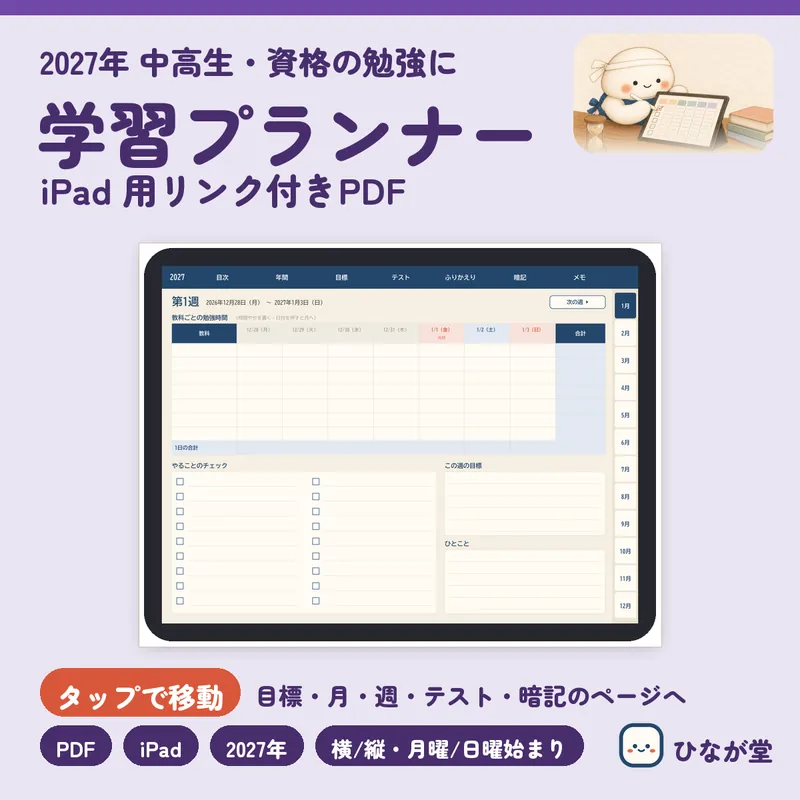 2027年 中高生・資格の勉強に
学習プランナー
iPad 用リンク付きPDF
2027 目次 年間 目標 テスト ふりかえり 暗記 メモ
第1週 2026年12月28日（月） ～ 2027年1月3日（日） 次の週
教科ごとの勉強時間
教科 12/28（月） 12/29（火） 12/30（水） 12/31（木） 1/1（金） 1/2（土） 1/3（日） 合計
元日
1日の合計
やることのチェック
この週の目標
ひとこと
1月
2月
3月
4月
5月
6月
7月
8月
9月
10月
11月
12月
タップで移動 目標・月・週・テスト・暗記のページへ
PDF iPad 2027年 横/縦・月曜/日曜始まり ひなが堂